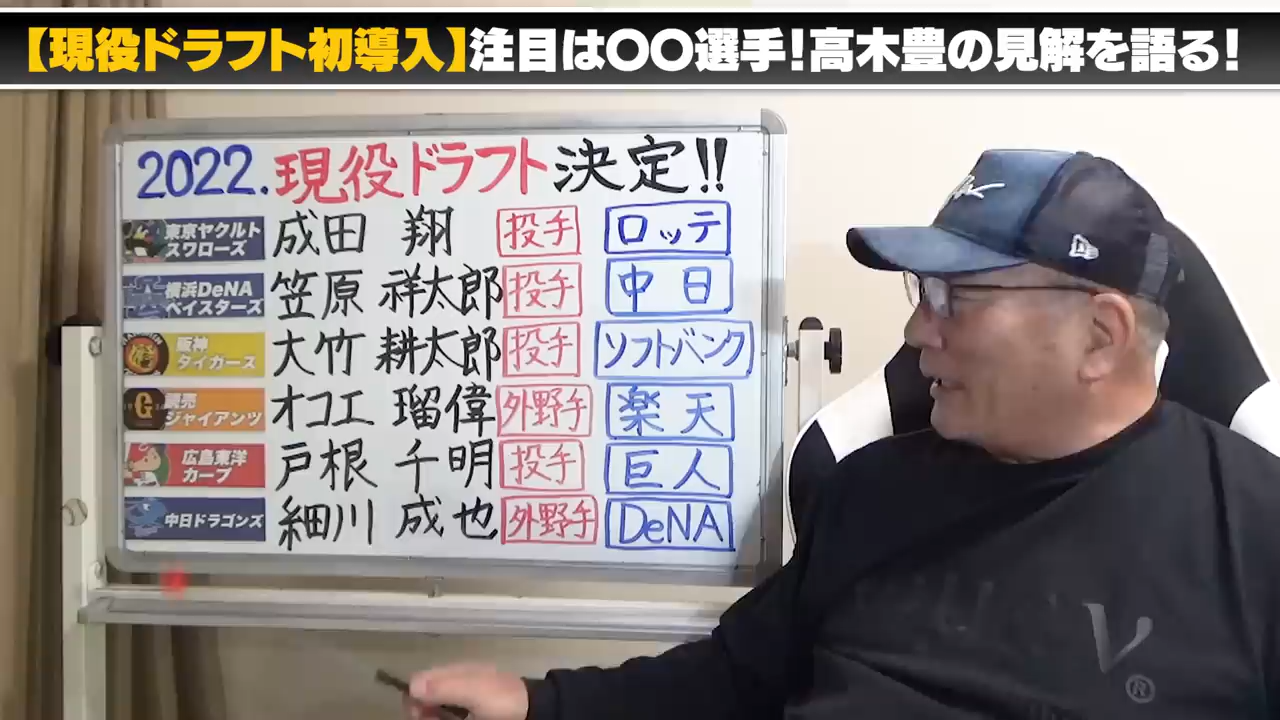 【現役ドラフト初導入】注目は〇〇選手！高木豊の見解を語る！
2022.現役ドラフト決定!!
東京ヤクルト
スワローズ
成田 翔 投手 ロッテ
横浜DeNA
ベイスターズ
笠原 祥太郎 投手 中日
阪神
タイガース
大竹 耕太郎 投手 ソフトバンク
読売
ジャイアンツ
オコエ 瑠偉 外野手 楽天
広島東洋
カープ
戸根 千明 投手 巨人
中日ドラゴンズ
細川 成也 外野手 DeNA